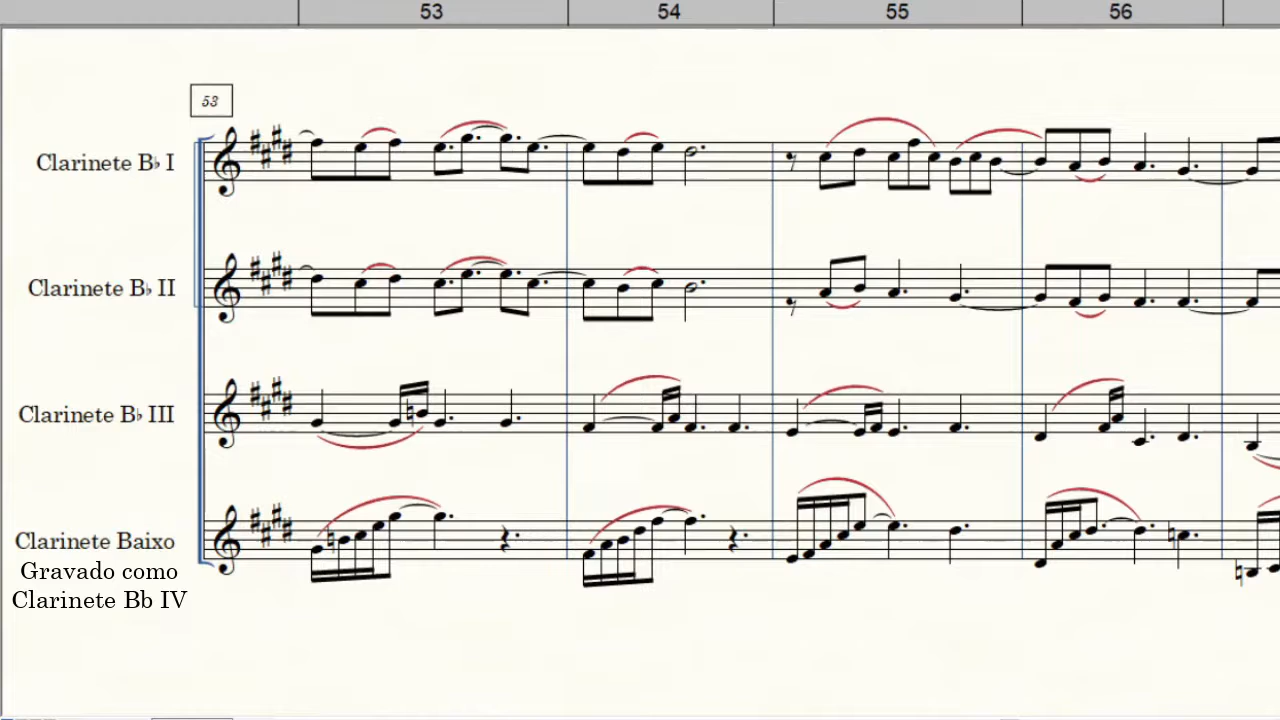 53 54 55 56
53
Clarinete B♭ I
Clarinete B♭ II
Clarinete B♭ III
Clarinete Baixo
Gravado como
Clarinete Bb IV